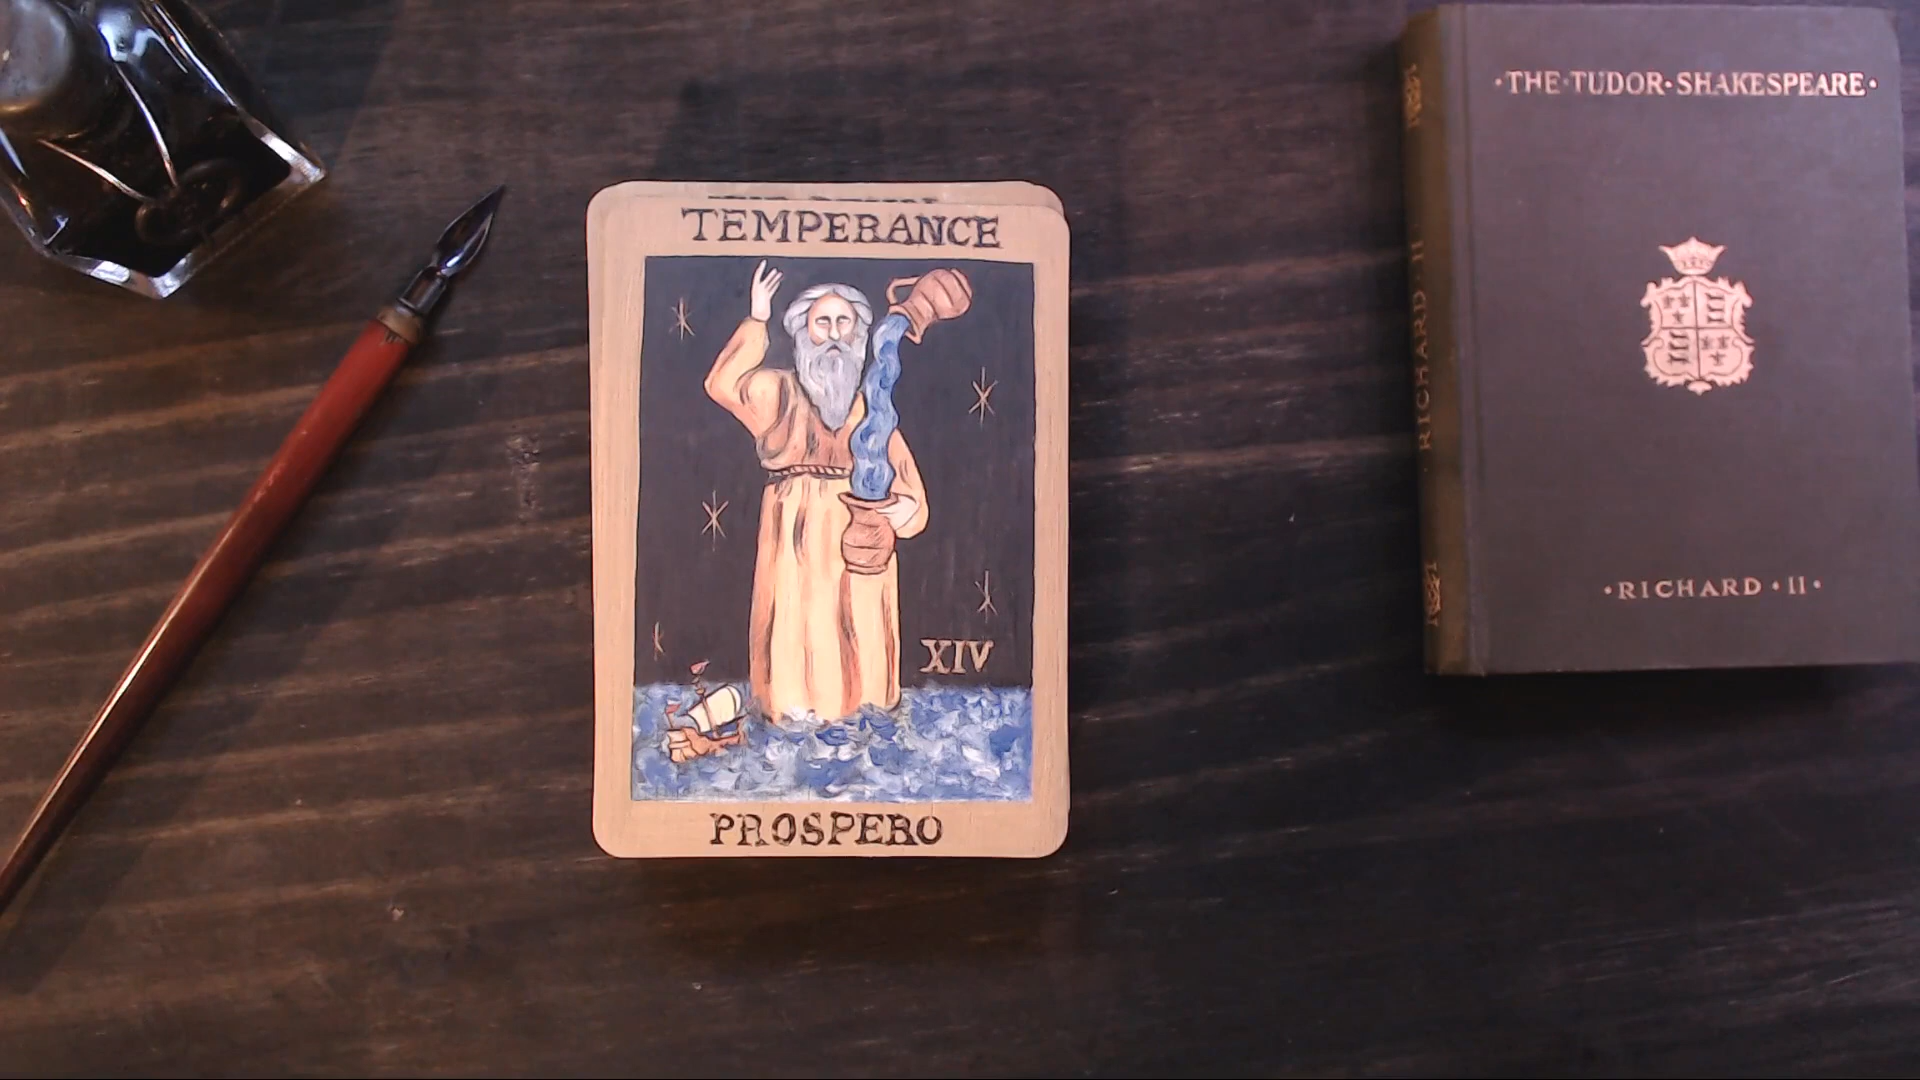 TEMPERANCE
XIV
PROSPERO
·THE·TUDOR·SHAKESPEARE·
·RICHARD·II·
RICHARD·II